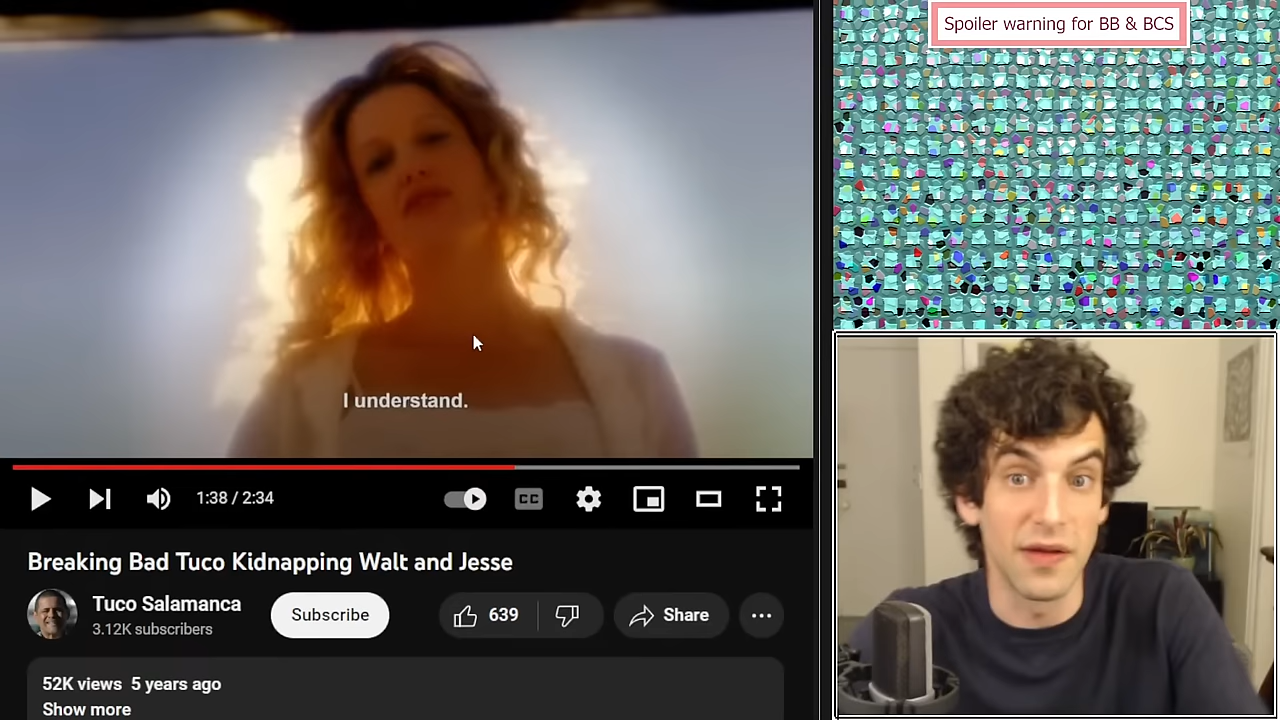 Spoiler warning for BB & BCS
I understand.
1:38 / 2:34
CC
Breaking Bad Tuco Kidnapping Walt and Jesse
Tuco Salamanca
3.12K subscribers
Subscribe
639
Share
52K views 5 years ago
Show more